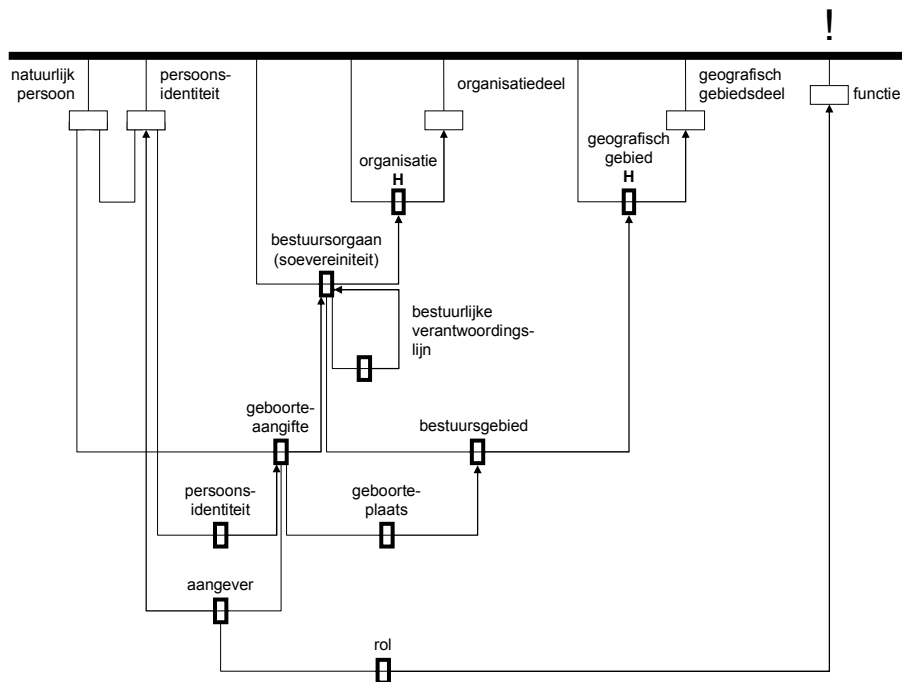 !
natuurlijk
persoon
persoons-
identiteit
organisatiedeel
geografisch
gebiedsdeel
functie
organisatie
H
geografisch
gebied
H
bestuursorgaan
(soevereiniteit)
bestuurlijke
verantwoordings-
lijn
geboorte-
aangifte
bestuursgebied
persoons-
identiteit
geboorte-
plaats
aangever
rol